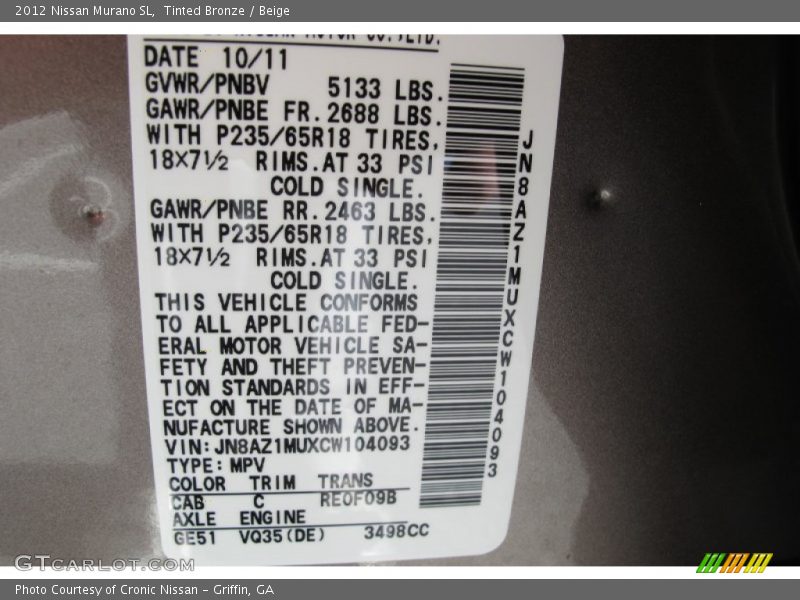 2012 Nissan Murano SL, Tinted Bronze / Beige
MOTOR CO.,LTD.
DATE 10/11
GVWR/PNBV 5133 LBS.
GAWR/PNBE FR. 2688 LBS.
WITH P235/65R18 TIRES,
18X7½ RIMS. AT 33 PSI
COLD SINGLE.
GAWR/PNBE RR. 2463 LBS.
WITH P235/65R18 TIRES,
18X7½ RIMS. AT 33 PSI
COLD SINGLE.
THIS VEHICLE CONFORMS
TO ALL APPLICABLE FED-
ERAL MOTOR VEHICLE SA-
FETY AND THEFT PREVEN-
TION STANDARDS IN EFF-
ECT ON THE DATE OF MA-
NUFACTURE SHOWN ABOVE.
VIN: JN8AZ1MUXCW104093
TYPE: MPV
COLOR TRIM TRANS
CAB C RE0F09B
AXLE ENGINE
GE51 VQ35(DE) 3498CC
JN8AZ1MUXCW104093
GTCARLOT.COM
Photo Courtesy of Cronic Nissan - Griffin, GA